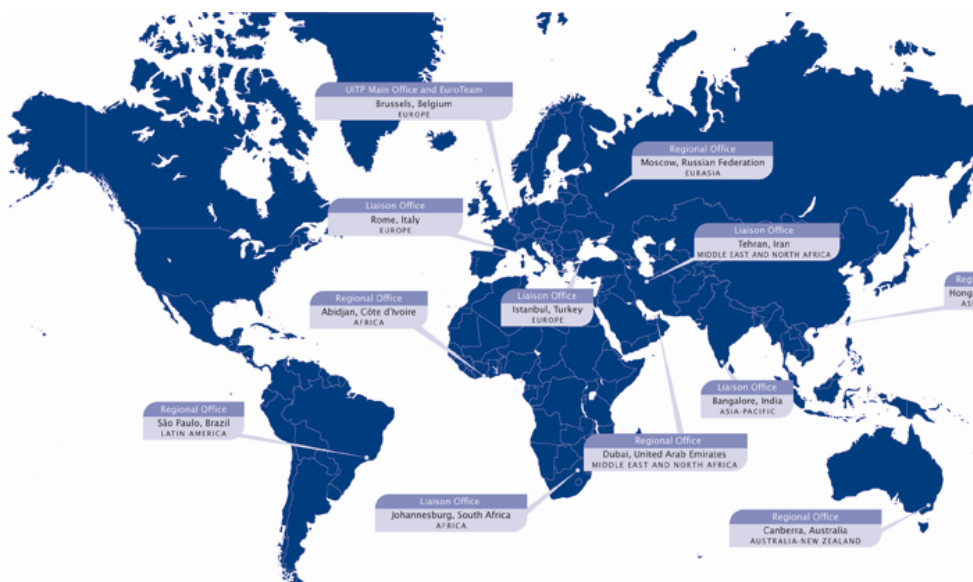 UITP Main Office and EuroTeam
Brussels, Belgium
EUROPE
Regional Office
Moscow, Russian Federation
EURASIA
Liaison Office
Rome, Italy
EUROPE
Liaison Office
Tehran, Iran
MIDDLE EAST AND NORTH AFRICA
Regional Office
Abidjan, Côte d'Ivoire
AFRICA
Liaison Office
Istanbul, Turkey
EUROPE
Liaison Office
Bangalore, India
ASIA-PACIFIC
Regional Office
São Paulo, Brazil
LATIN AMERICA
Regional Office
Dubai, United Arab Emirates
MIDDLE EAST AND NORTH AFRICA
Liaison Office
Johannesburg, South Africa
AFRICA
Regional Office
Canberra, Australia
AUSTRALIA-NEW ZEALAND